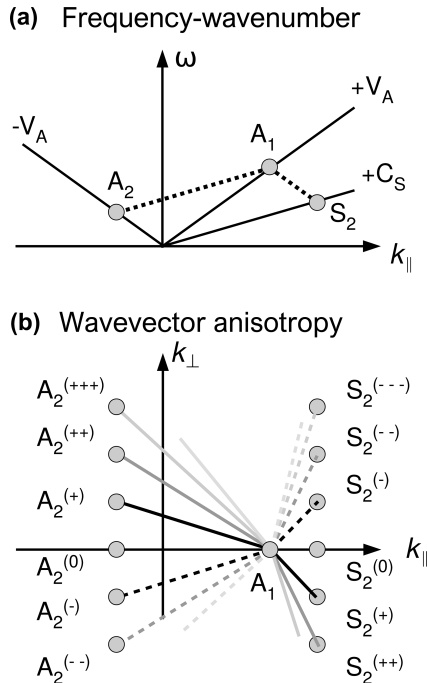 (a) Frequency-wavenumber
ω
+V_A
-V_A
A_1
A_2
+C_S
S_2
k_∥
(b) Wavevector anisotropy
k_⊥
A_2^(+++) S_2^(---)
A_2^(++) S_2^(--)
A_2^(+) S_2^(-)
k_∥
A_2^(0) A_1 S_2^(0)
A_2^(-) S_2^(+)
A_2^(--) S_2^(++)